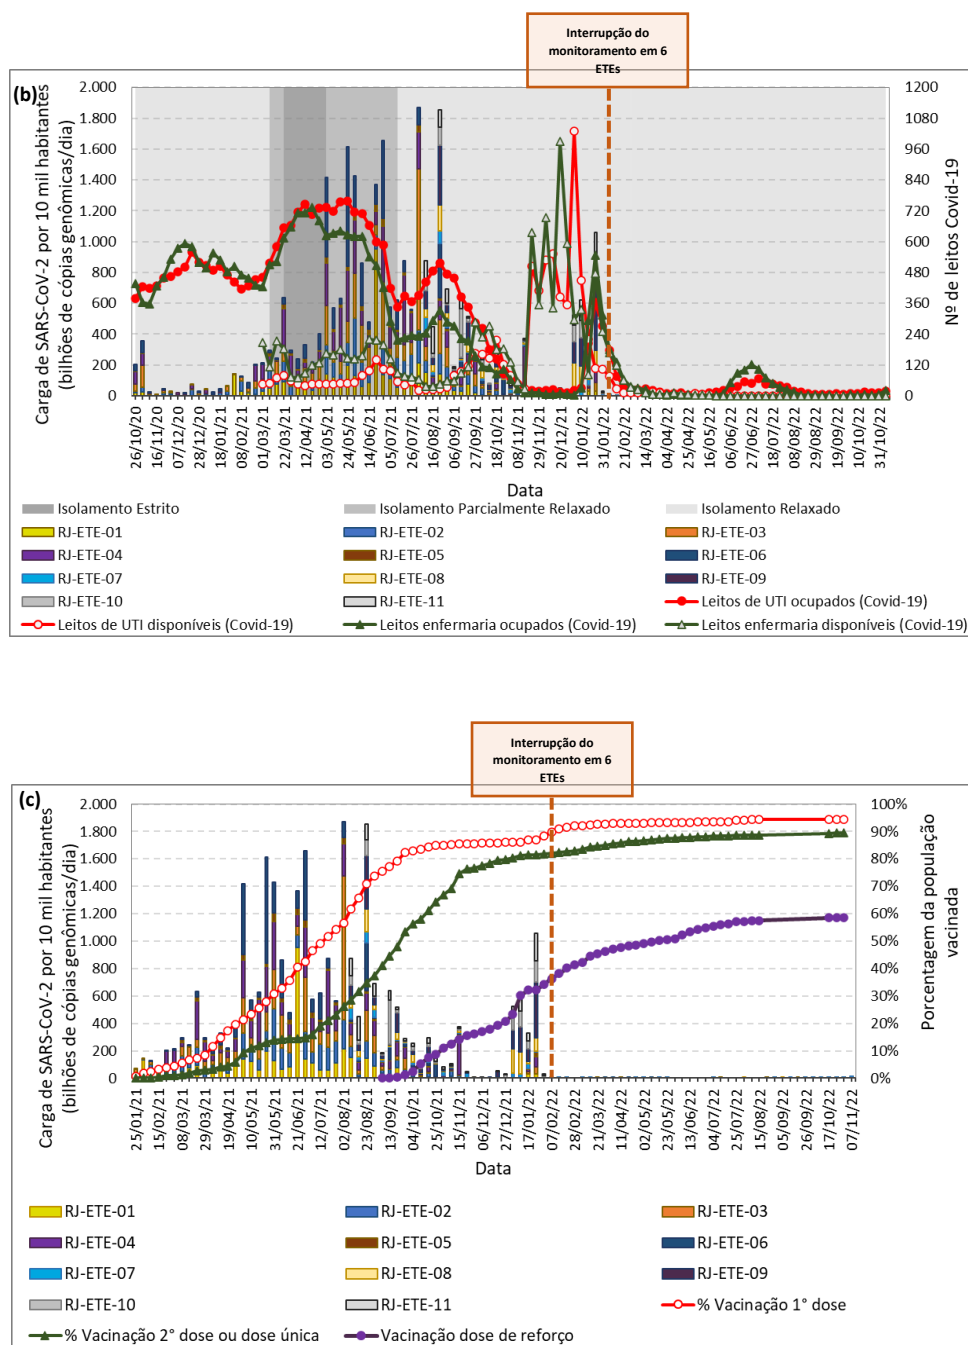 Interrupção do
monitoramento em 6
ETEs
(b)
Carga de SARS-CoV-2 por 10 mil habitantes
(bilhões de cópias genômicas/dia)
2.000
1.800
1.600
1.400
1.200
1.000
800
600
400
200
0
1200
1080
960
840
720
600
480
360
240
120
0
Nº de leitos Covid-19
26/10/20
16/11/20
07/12/20
28/12/20
18/01/21
08/02/21
01/03/21
22/03/21
12/04/21
03/05/21
24/05/21
14/06/21
05/07/21
26/07/21
16/08/21
06/09/21
27/09/21
18/10/21
08/11/21
29/11/21
20/12/21
10/01/22
31/01/22
21/02/22
14/03/22
04/04/22
25/04/22
16/05/22
06/06/22
27/06/22
18/07/22
08/08/22
29/08/22
19/09/22
10/10/22
31/10/22
Data
Isolamento Estrito
Isolamento Parcialmente Relaxado
Isolamento Relaxado
RJ-ETE-01
RJ-ETE-02
RJ-ETE-03
RJ-ETE-04
RJ-ETE-05
RJ-ETE-06
RJ-ETE-07
RJ-ETE-08
RJ-ETE-09
RJ-ETE-10
RJ-ETE-11
Leitos de UTI ocupados (Covid-19)
Leitos de UTI disponíveis (Covid-19)
Leitos enfermaria ocupados (Covid-19)
Leitos enfermaria disponíveis (Covid-19)
Interrupção do
monitoramento em 6
ETEs
(c)
Carga de SARS-CoV-2 por 10 mil habitantes
(bilhões de cópias genômicas/dia)
2.000
1.800
1.600
1.400
1.200
1.000
800
600
400
200
0
100%
90%
80%
70%
60%
50%
40%
30%
20%
10%
0%
Porcentagem da população
vacinada
25/01/21
15/02/21
08/03/21
29/03/21
19/04/21
10/05/21
31/05/21
21/06/21
12/07/21
02/08/21
23/08/21
13/09/21
04/10/21
25/10/21
15/11/21
06/12/21
27/12/21
17/01/22
07/02/22
28/02/22
21/03/22
11/04/22
02/05/22
23/05/22
13/06/22
04/07/22
25/07/22
15/08/22
05/09/22
26/09/22
17/10/22
07/11/22
Data
RJ-ETE-01
RJ-ETE-02
RJ-ETE-03
RJ-ETE-04
RJ-ETE-05
RJ-ETE-06
RJ-ETE-07
RJ-ETE-08
RJ-ETE-09
RJ-ETE-10
RJ-ETE-11
% Vacinação 1° dose
% Vacinação 2° dose ou dose única
Vacinação dose de reforço